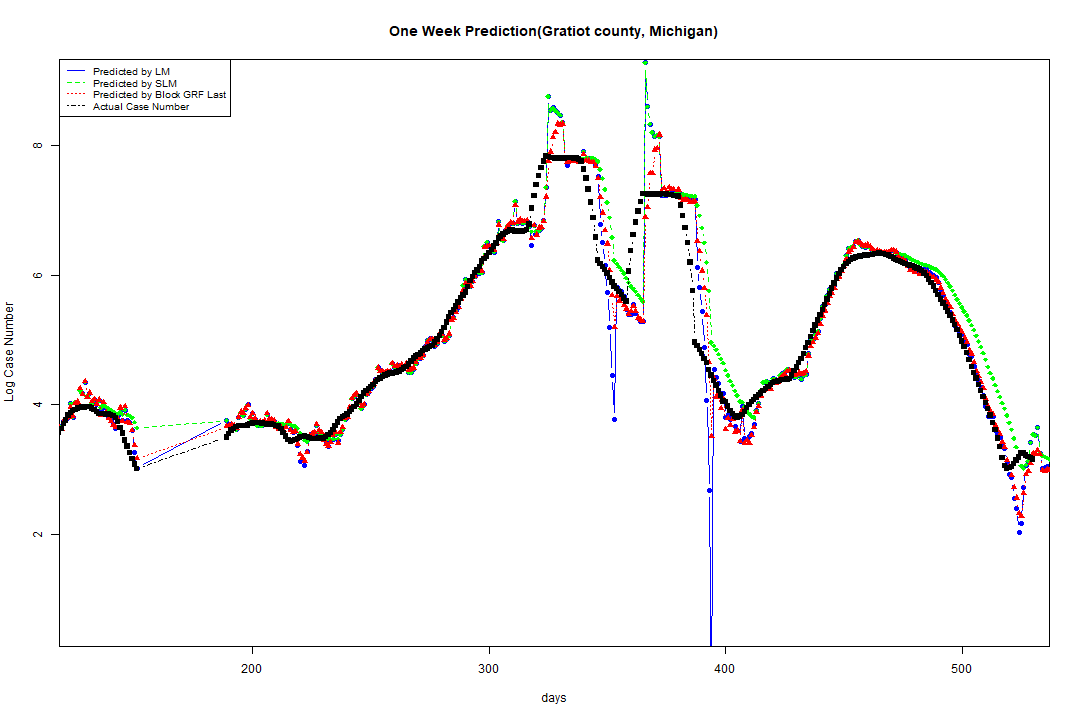 One Week Prediction(Gratiot county, Michigan)
Predicted by LM
Predicted by SLM
Predicted by Block GRF Last
Actual Case Number
Log Case Number
8
6
4
2
200
300
400
500
days